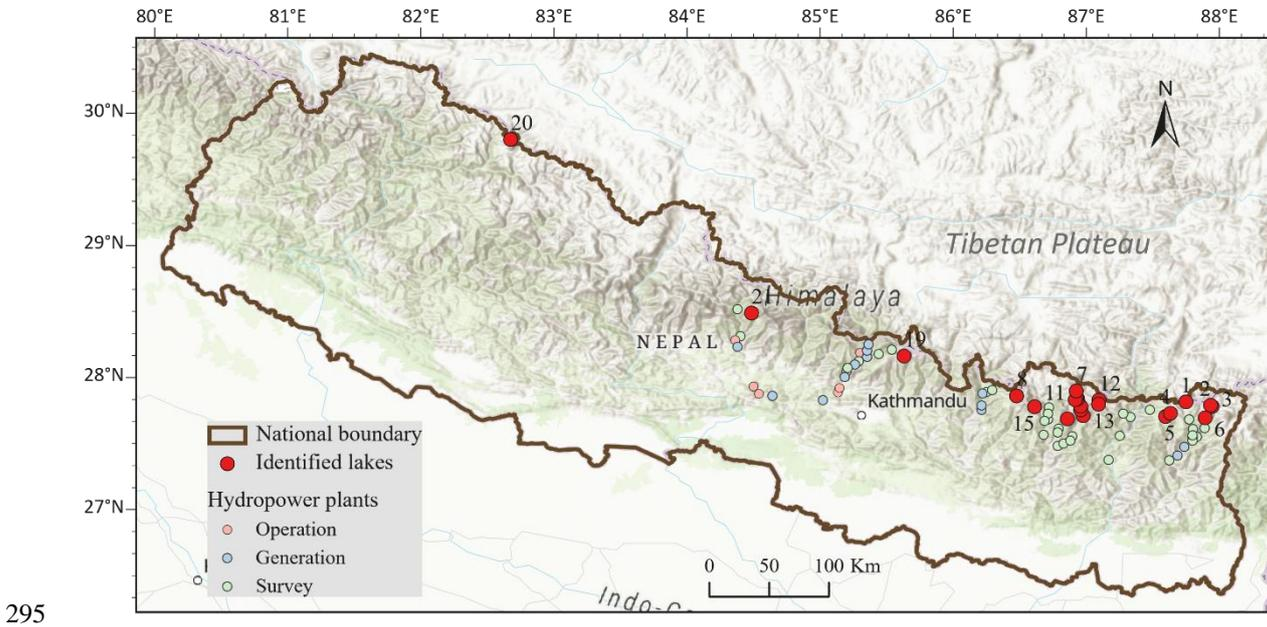 80°E 81°E 82°E 83°E 84°E 85°E 86°E 87°E 88°E
N
30°N
20
29°N
Tibetan Plateau
21 Himalaya
NEPAL
19
28°N
8 7 12 1 2
11 4 3
Kathmandu
15 13 5 6
National boundary
Identified lakes
27°N
Hydropower plants
Operation
Generation
Survey
0 50 100 Km
295